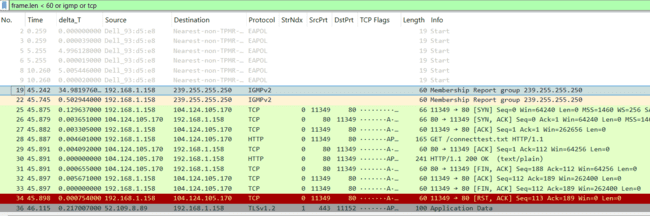 frame.len < 60 or igmp or tcp
No. Time delta_T Source Destination Protocol StrNdx SrcPrt DstPrt TCP Flags Length Info
2 0.259 0.000000000 Dell_93:d5:e8 Nearest-non-TPMR-… EAPOL 19 Start
3 0.259 0.000039000 Dell_93:d5:e8 Nearest-non-TPMR-… EAPOL 19 Start
5.255 4.996128000 Dell_93:d5:e8 Nearest-non-TPMR-… EAPOL 19 Start
5.255 0.000019000 Dell_93:d5:e8 Nearest-non-TPMR-… EAPOL 19 Start
8 10.260 5.005446000 Dell_93:d5:e8 Nearest-non-TPMR-… EAPOL 19 Start
9 10.260 0.000020000 Dell_93:d5:e8 Nearest-non-TPMR-… EAPOL 19 Start
19 45.242 34.9819760… 192.168.1.158 239.255.255.250 IGMPv2 60 Membership Report group 239.255.255.250
22 45.745 0.502944000 192.168.1.158 239.255.255.250 IGMPv2 60 Membership Report group 239.255.255.250
25 45.875 0.129637000 192.168.1.158 104.124.105.170 TCP 0 11349 80 ·········… 66 11349 → 80 [SYN] Seq=0 Win=64240 Len=0 MSS=1460 WS=256 SA
26 45.879 0.003651000 104.124.105.170 192.168.1.158 TCP 0 80 11349 ·······A·… 66 80 → 11349 [SYN, ACK] Seq=0 Ack=1 Win=64240 Len=0 MSS=14
27 45.882 0.003305000 192.168.1.158 104.124.105.170 TCP 0 11349 80 ·······A·… 60 11349 → 80 [ACK] Seq=1 Ack=1 Win=262656 Len=0
28 45.887 0.004601000 192.168.1.158 104.124.105.170 HTTP 0 11349 80 ·······AP… 165 GET /connecttest.txt HTTP/1.1
29 45.891 0.004092000 104.124.105.170 192.168.1.158 TCP 0 80 11349 ·······A·… 60 80 → 11349 [ACK] Seq=1 Ack=112 Win=64256 Len=0
30 45.891 0.000000000 104.124.105.170 192.168.1.158 HTTP 0 80 11349 ·······AP… 241 HTTP/1.1 200 OK (text/plain)
31 45.891 0.000655000 104.124.105.170 192.168.1.158 TCP 0 80 11349 ·······A·… 60 80 → 11349 [FIN, ACK] Seq=188 Ack=112 Win=64256 Len=0
32 45.897 0.005671000 192.168.1.158 104.124.105.170 TCP 0 11349 80 ·······A·… 60 11349 → 80 [ACK] Seq=112 Ack=189 Win=262400 Len=0
33 45.897 0.000000000 192.168.1.158 104.124.105.170 TCP 0 11349 80 ·······A·… 60 11349 → 80 [FIN, ACK] Seq=112 Ack=189 Win=262400 Len=0
34 45.898 0.000754000 192.168.1.158 104.124.105.170 TCP 0 11349 80 ·······A·… 60 11349 → 80 [RST, ACK] Seq=113 Ack=189 Win=0 Len=0
36 46.115 0.217007000 52.109.8.89 192.168.1.158 TLSv1.2 1 443 11152 ·······AP… 100 Application Data